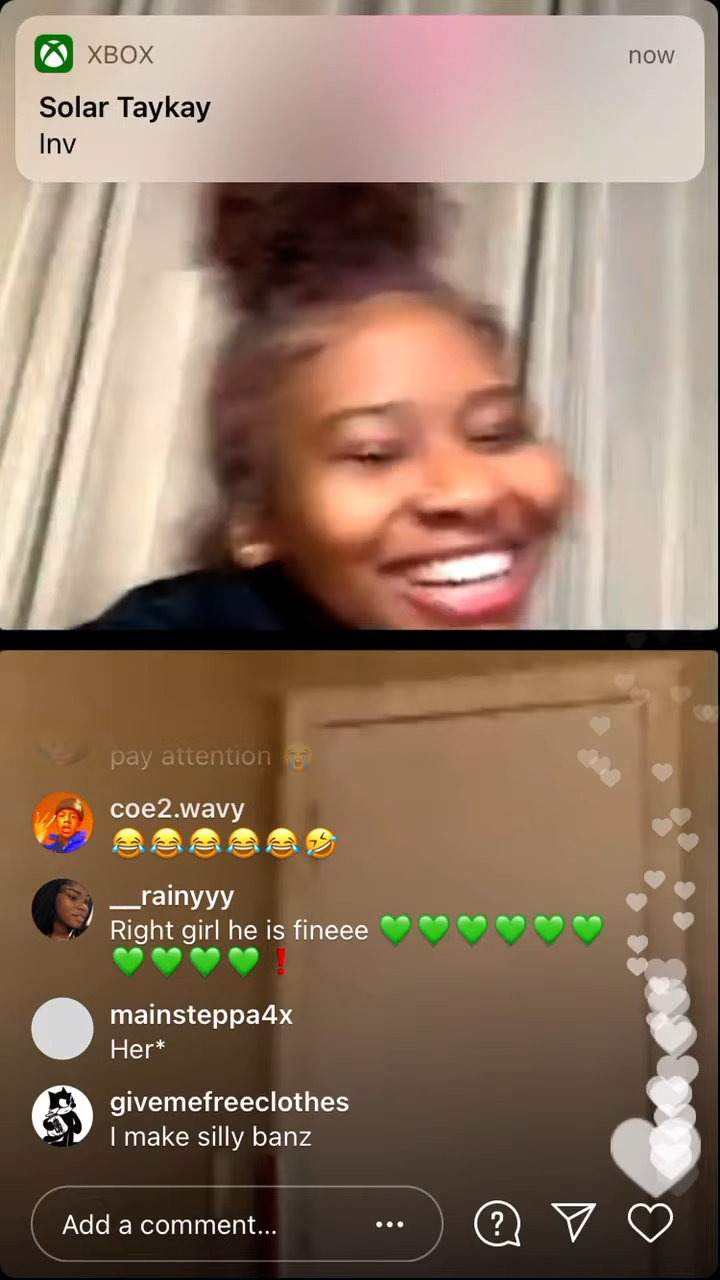 XBOX
now
Solar Taykay
Inv
pay attention 😭
coe2.wavy
😂😂😂😂😂🤣
__rainyyy
Right girl he is fineee 💚💚💚💚💚💚
💚💚💚💚❗
mainsteppa4x
Her*
givemefreeclothes
I make silly banz
Add a comment...